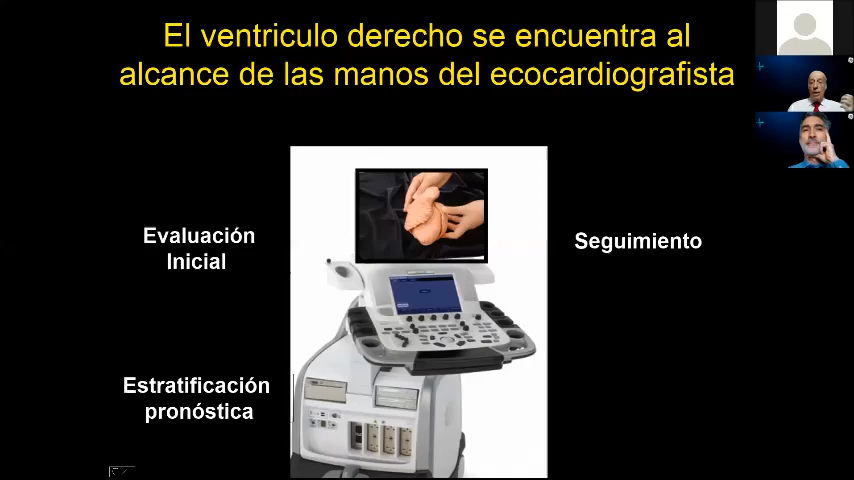 El ventriculo derecho se encuentra al
alcance de las manos del ecocardiografista
Evaluación
Inicial
Seguimiento
Estratificación
pronóstica